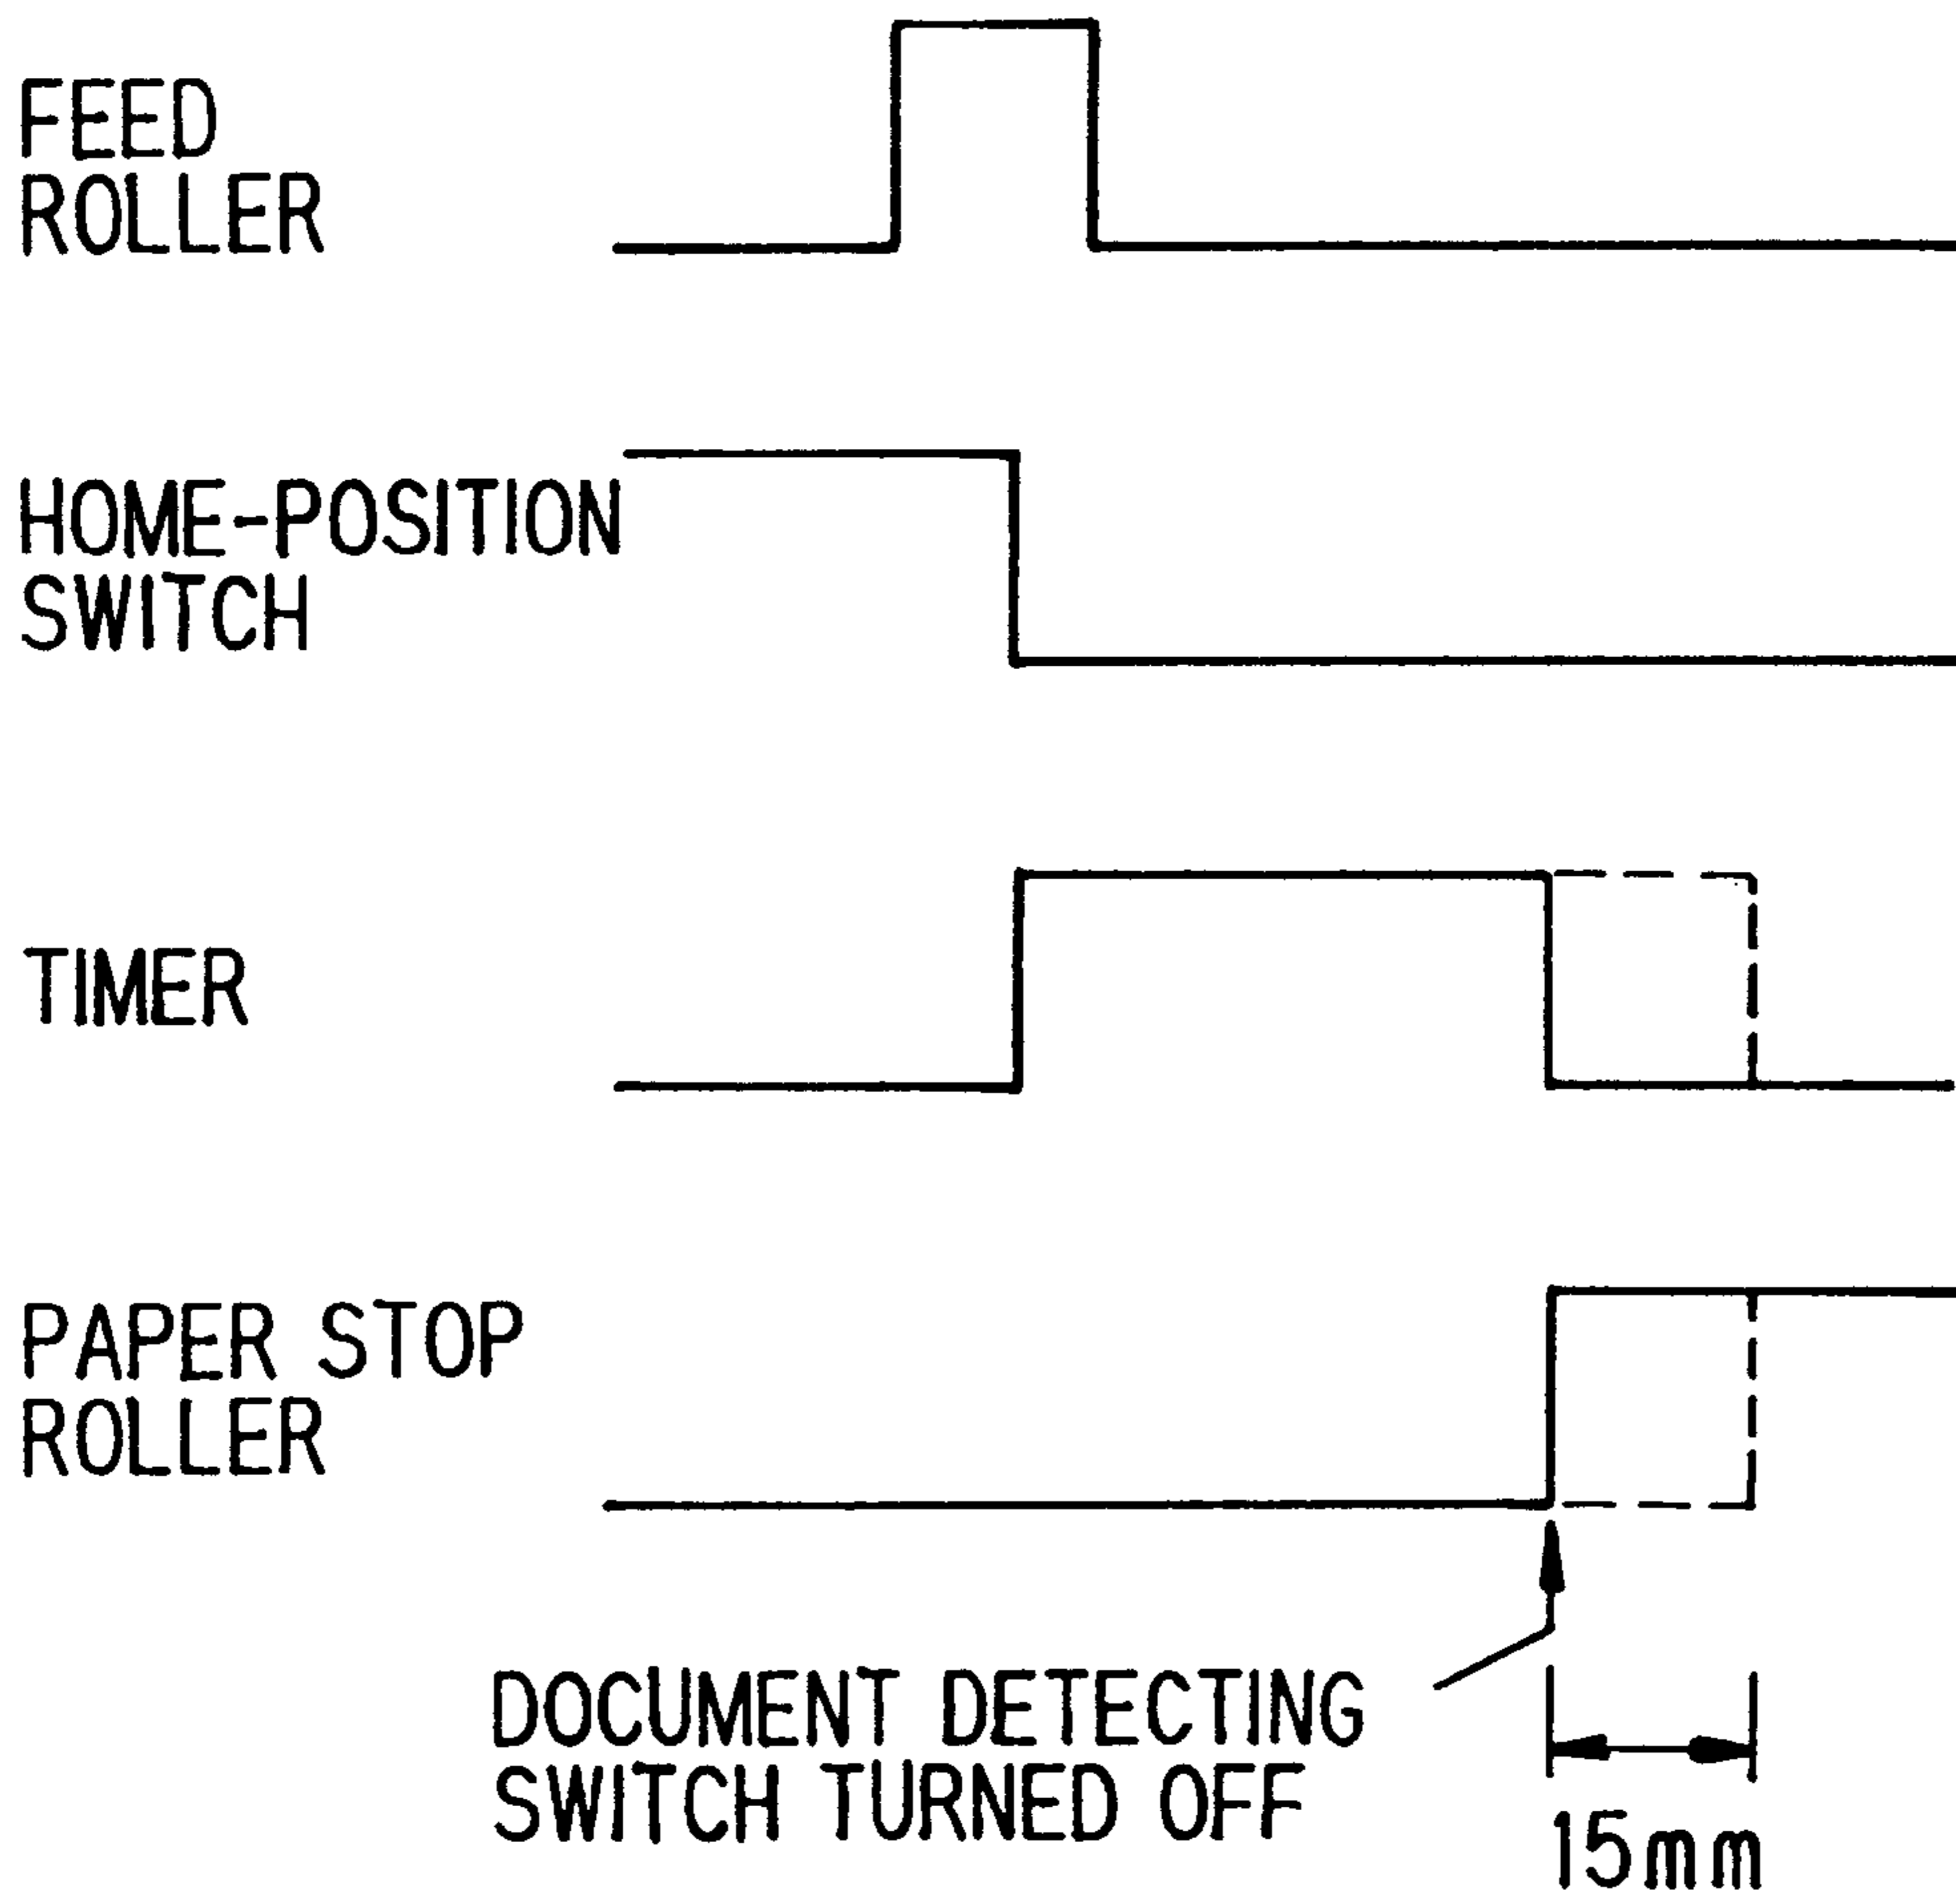 FEED
ROLLER
HOME-POSITION
SWITCH
TIMER
PAPER STOP
ROLLER
DOCUMENT DETECTING
SWITCH TURNED OFF
15mm